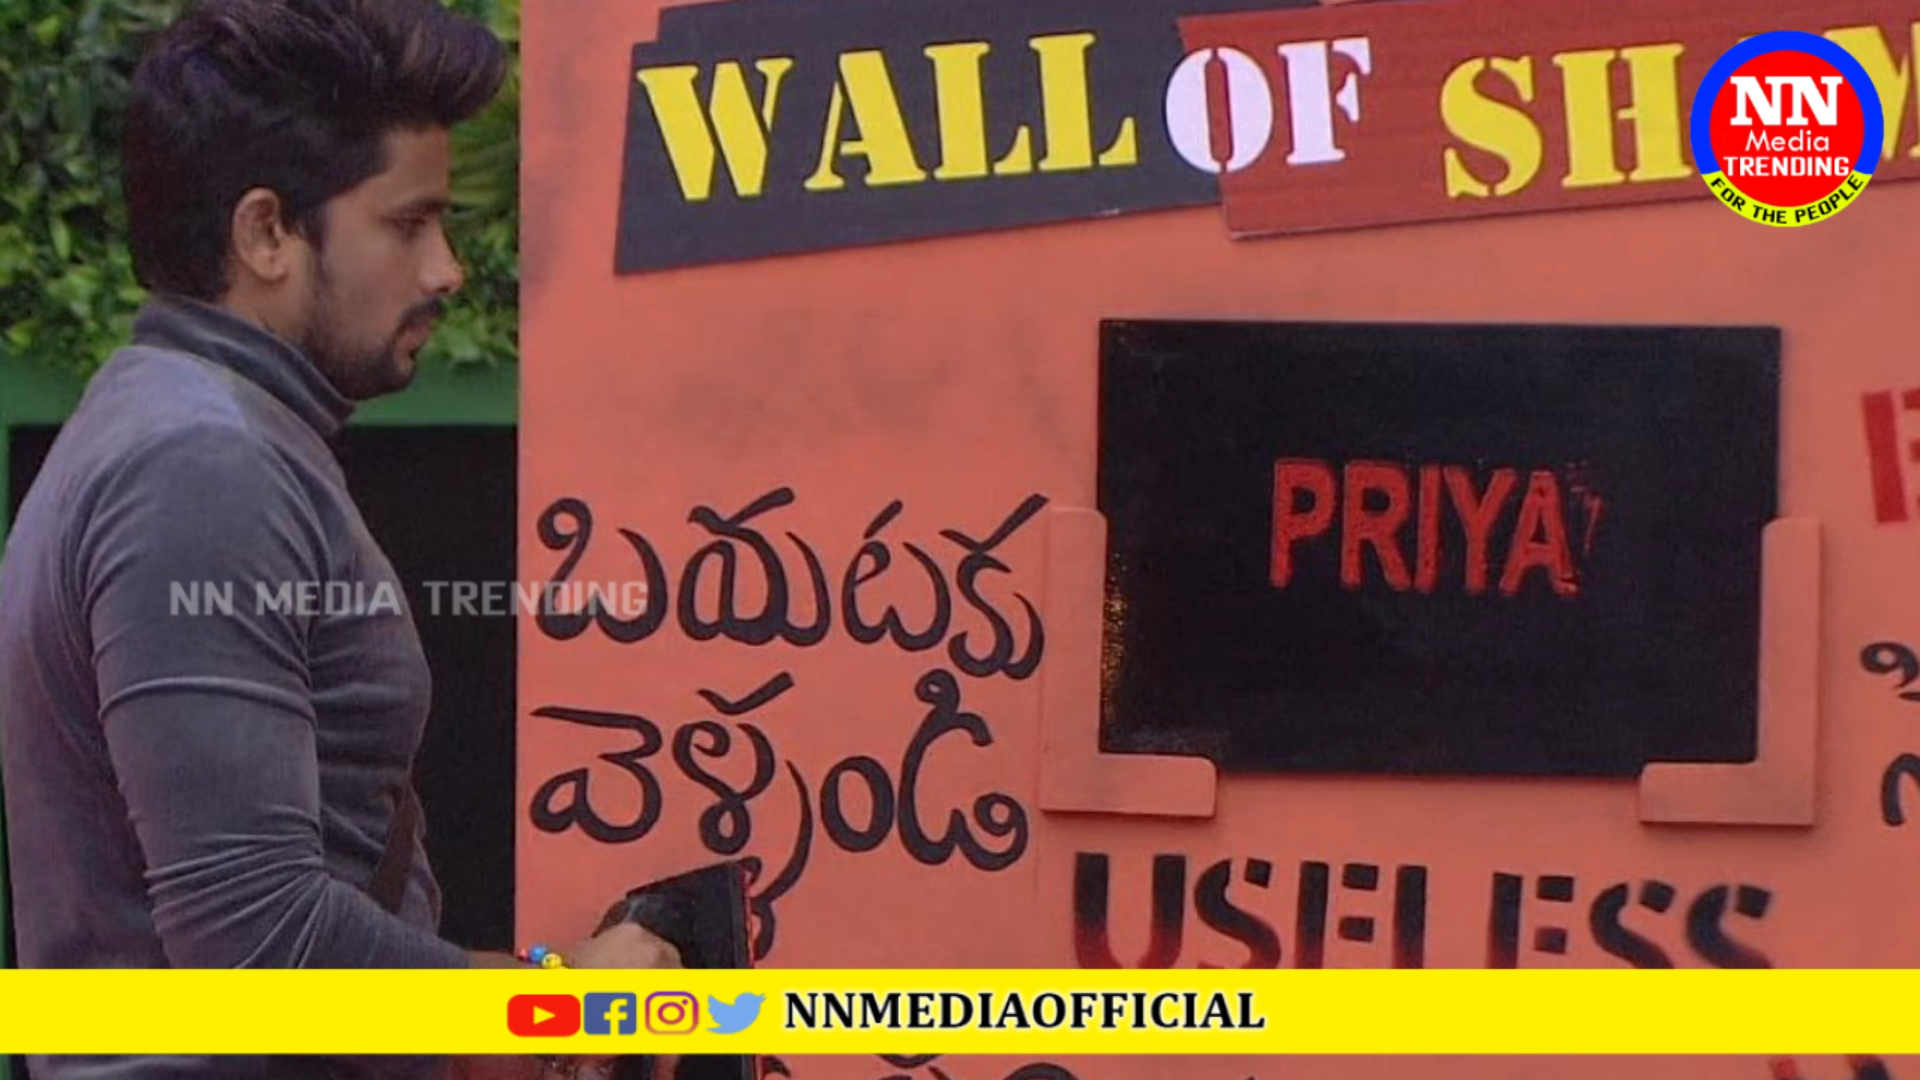 WALL OF SH
NN
Media
TRENDING
FOR THE PEOPLE
PRIYA
NN MEDIA TRENDING
బయటకు
వెళ్ళండి
USELESS
NNMEDIAOFFICIAL